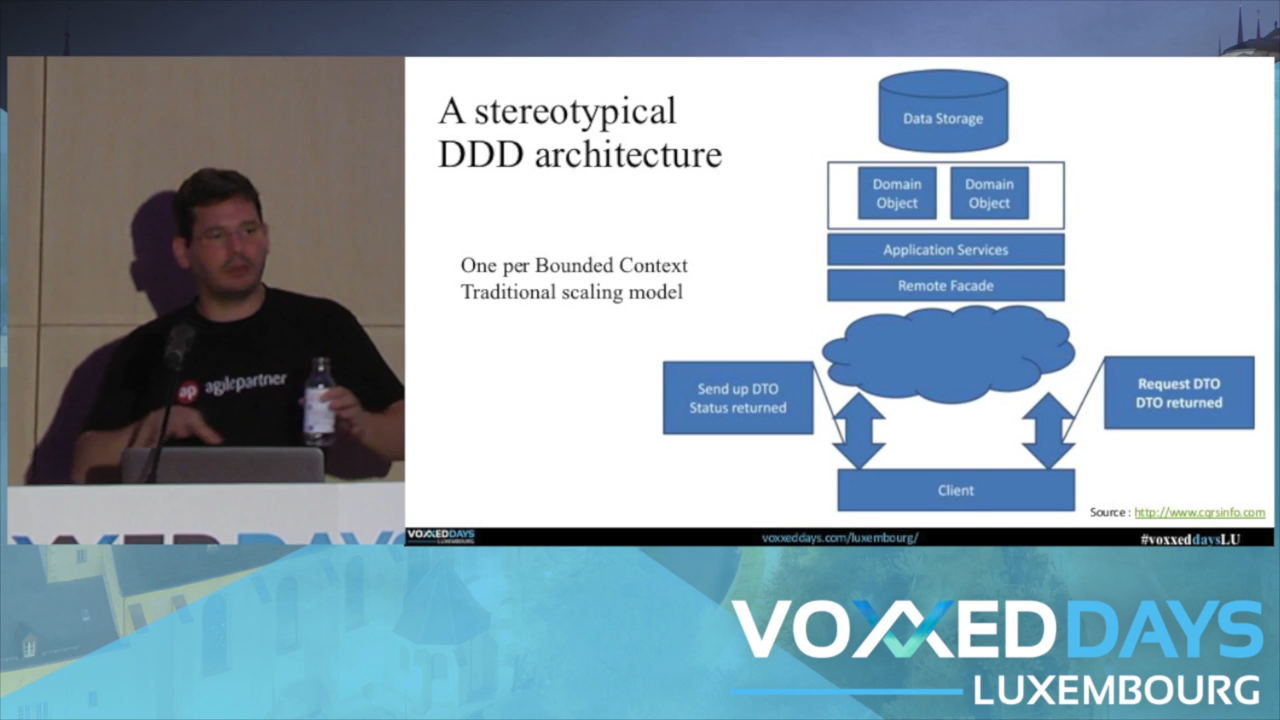 A stereotypical
DDD architecture
One per Bounded Context
Traditional scaling model
Data Storage
Domain
Object
Domain
Object
Application Services
Remote Facade
Send up DTO
Status returned
Request DTO
DTO returned
Client
Source : http://www.cqrsinfo.com
VOXXEDDAYS
LUXEMBOURG
voxxeddays.com/luxembourg/
#voxxeddaysLU
ap agilepartner
VOXXEDDAYS
LUXEMBOURG